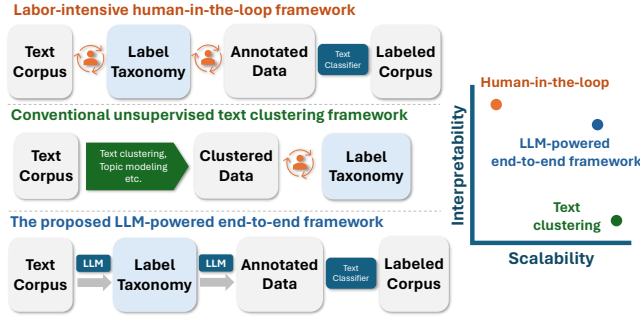 Labor-intensive human-in-the-loop framework
Text
Corpus
Label
Taxonomy
Annotated
Data
Text
Classifier
Labeled
Corpus
Conventional unsupervised text clustering framework
Text
Corpus
Text clustering,
Topic modeling
etc.
Clustered
Data
Label
Taxonomy
The proposed LLM-powered end-to-end framework
Text
Corpus
LLM
Label
Taxonomy
LLM
Annotated
Data
Text
Classifier
Labeled
Corpus
Interpretability
Human-in-the-loop
LLM-powered
end-to-end framework
Text
clustering
Scalability